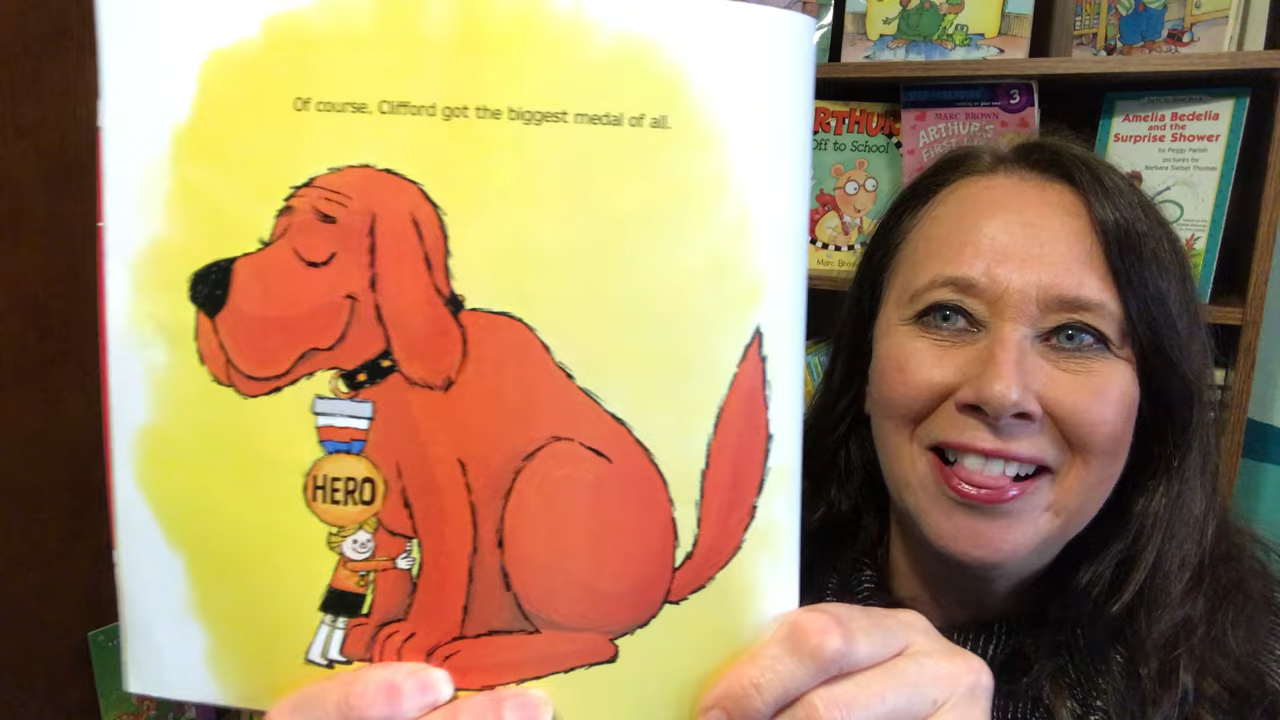 Of course, Clifford got the biggest medal of all.
HERO
ARTHUR
Off to School
Marc
3
MARC BROWN
ARTHUR'S
FIRST
Amelia Bedelia
and the
Surprise Shower
by Peggy Parish
pictures by
Barbara Siebel Thomas